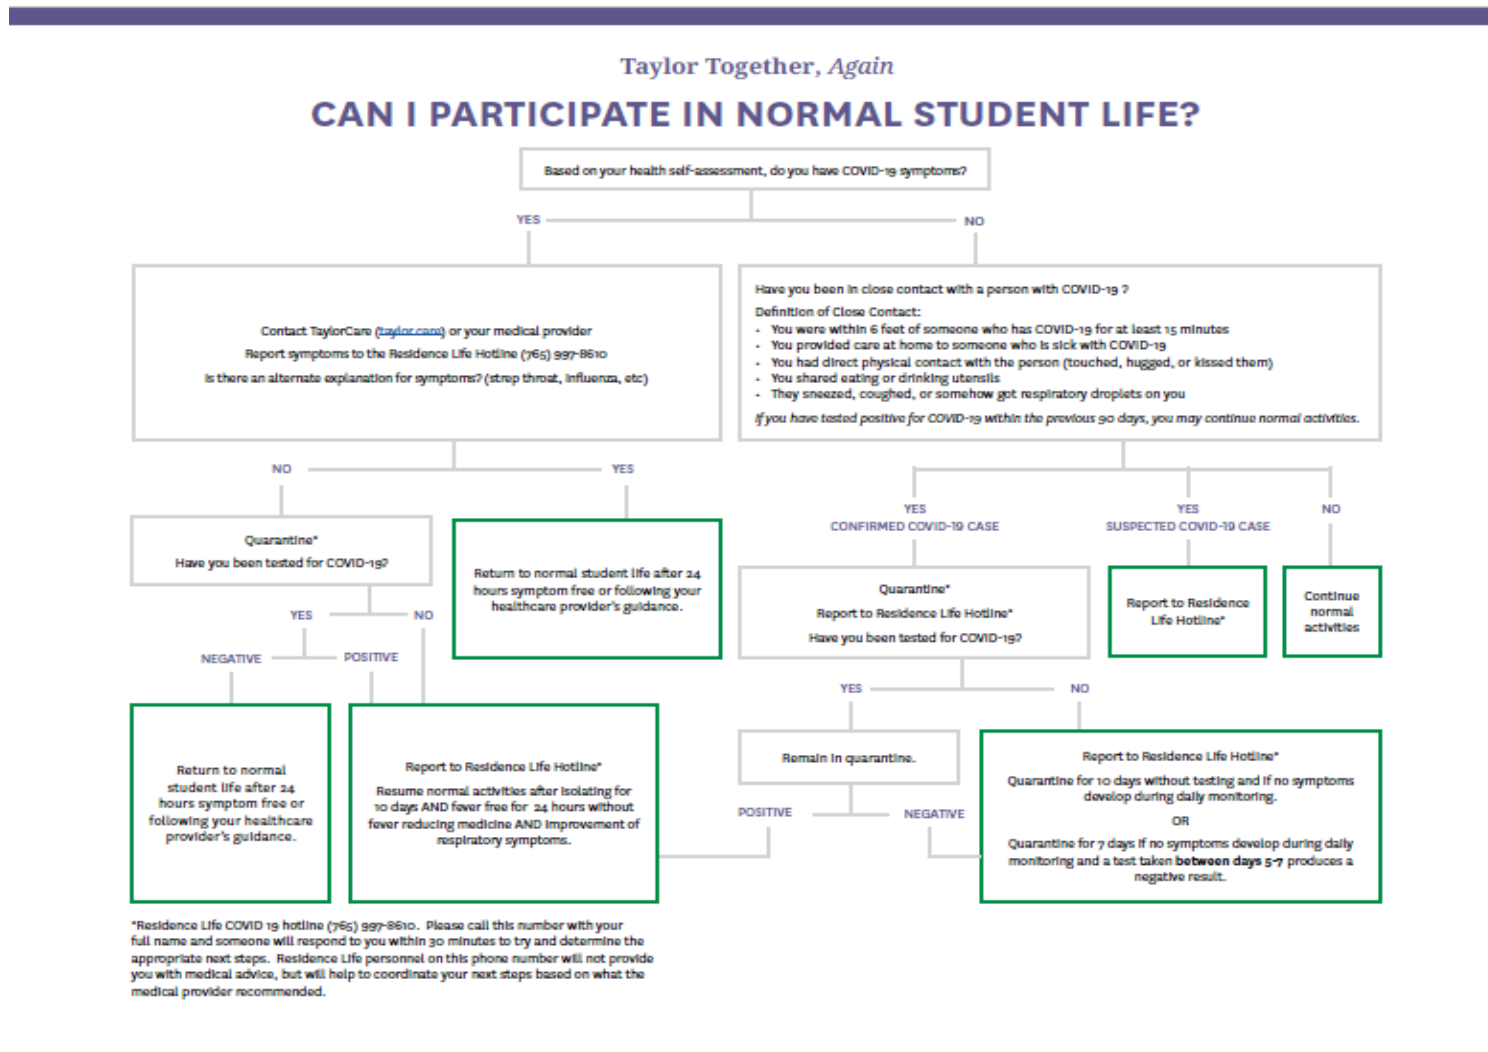 Taylor Together, Again
CAN I PARTICIPATE IN NORMAL STUDENT LIFE?
Based on your health self-assessment, do you have COVID-19 symptoms?
YES
NO
Contact TaylorCare (taylor.care) or your medical provider
Report symptoms to the Residence Life Hotline (765) 997-8610
Is there an alternate explanation for symptoms? (strep throat, influenza, etc)
Have you been in close contact with a person with COVID-19 ?
Definition of Close Contact:
- You were within 6 feet of someone who has COVID-19 for at least 15 minutes
- You provided care at home to someone who is sick with COVID-19
- You had direct physical contact with the person (touched, hugged, or kissed them)
- You shared eating or drinking utensils
- They sneezed, coughed, or somehow got respiratory droplets on you
If you have tested positive for COVID-19 within the previous 90 days, you may continue normal activities.
NO
YES
Quarantine*
Have you been tested for COVID-19?
Return to normal student life after 24
hours symptom free or following your
healthcare provider's guidance.
YES
NO
NEGATIVE
POSITIVE
Return to normal
student life after 24
hours symptom free or
following your healthcare
provider's guidance.
Report to Residence Life Hotline*
Resume normal activities after isolating for
10 days AND fever free for 24 hours without
fever reducing medicine AND improvement of
respiratory symptoms.
YES
CONFIRMED COVID-19 CASE
YES
SUSPECTED COVID-19 CASE
NO
Quarantine*
Report to Residence Life Hotline*
Have you been tested for COVID-19?
Report to Residence
Life Hotline*
Continue
normal
activities
YES
NO
Remain in quarantine.
POSITIVE
NEGATIVE
Report to Residence Life Hotline*
Quarantine for 10 days without testing and if no symptoms
develop during daily monitoring.
OR
Quarantine for 7 days if no symptoms develop during daily
monitoring and a test taken between days 5-7 produces a
negative result.
*Residence Life COVID 19 hotline (765) 997-8610. Please call this number with your
full name and someone will respond to you within 30 minutes to try and determine the
appropriate next steps. Residence Life personnel on this phone number will not provide
you with medical advice, but will help to coordinate your next steps based on what the
medical provider recommended.